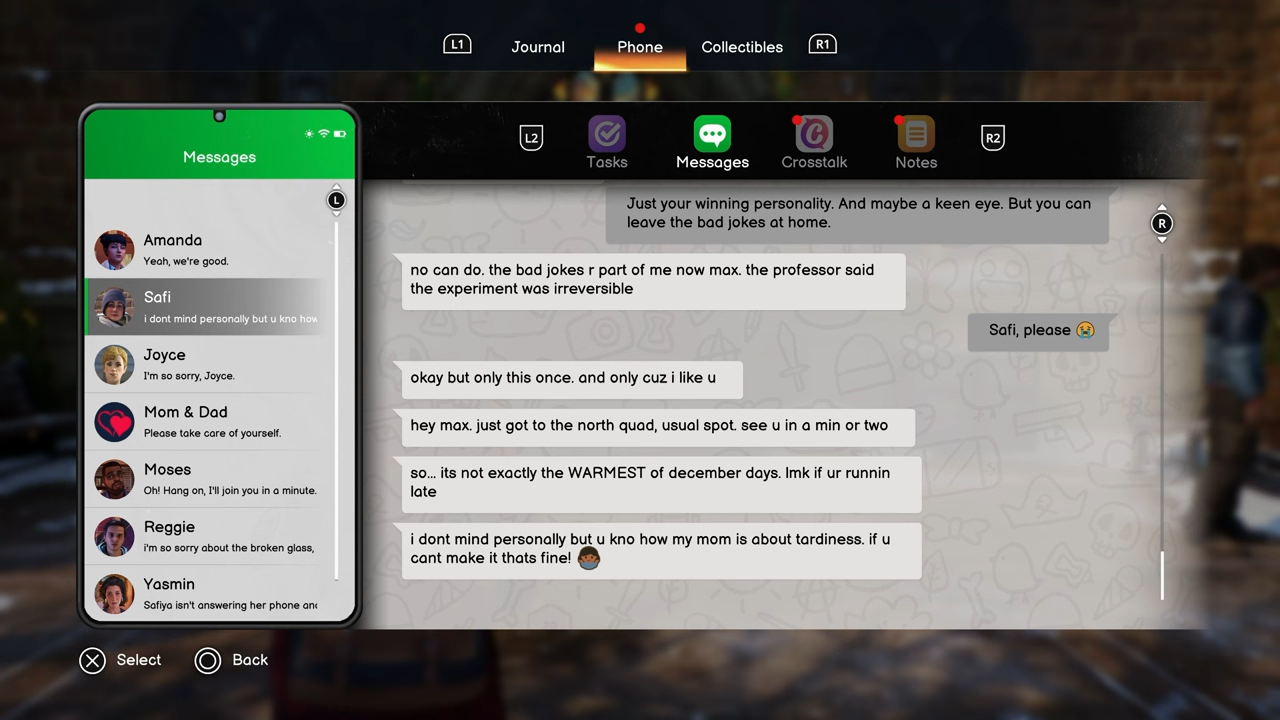 L1
Journal
Phone
Collectibles
R1
L2
Tasks
Messages
Crosstalk
Notes
R2
Messages
L
Amanda
Yeah, we're good.
Safi
i dont mind personally but u kno how
Joyce
I'm so sorry, Joyce.
Mom & Dad
Please take care of yourself.
Moses
Oh! Hang on, I'll join you in a minute.
Reggie
i'm so sorry about the broken glass,
Yasmin
Safiya isn't answering her phone and
Just your winning personality. And maybe a keen eye. But you can
leave the bad jokes at home.
R
no can do. the bad jokes r part of me now max. the professor said
the experiment was irreversible
Safi, please 😭
okay but only this once. and only cuz i like u
hey max. just got to the north quad, usual spot. see u in a min or two
so... its not exactly the WARMEST of december days. lmk if ur runnin
late
i dont mind personally but u kno how my mom is about tardiness. if u
cant make it thats fine!
Select
Back